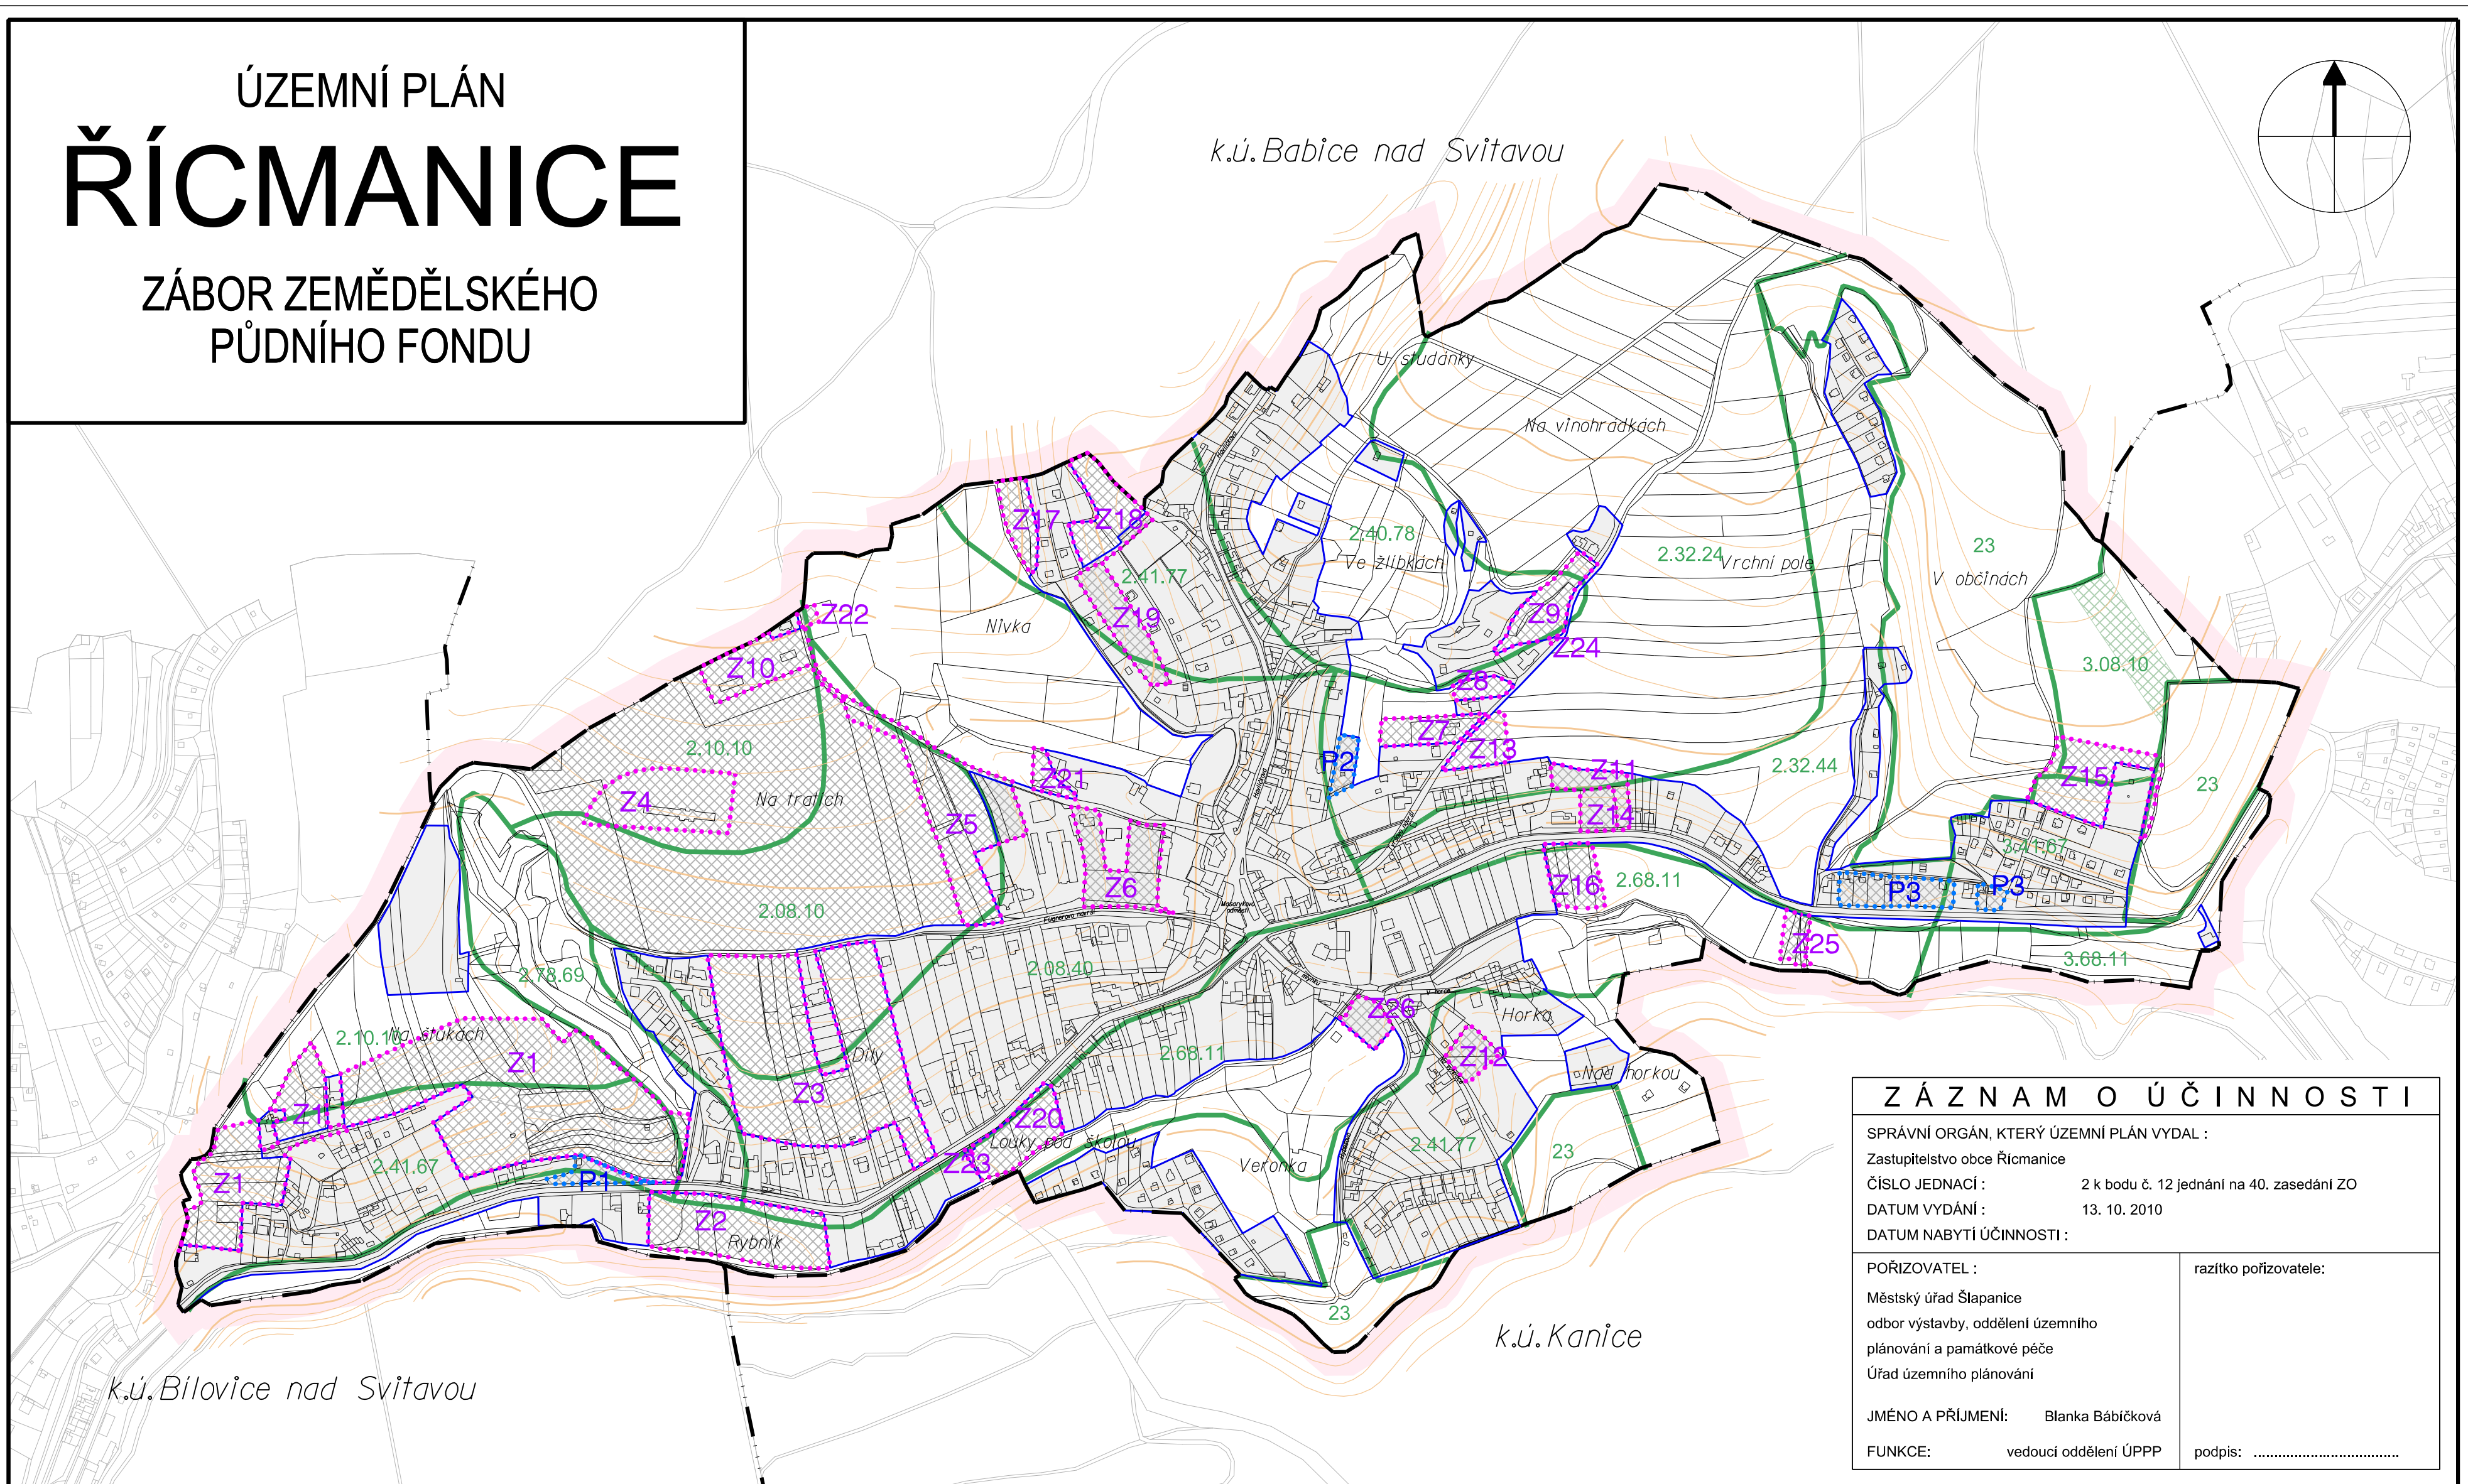 ÚZEMNÍ PLÁN
ŘÍCMANICE
ZÁBOR ZEMĚDĚLSKÉHO
PŮDNÍHO FONDU
k.ú.Babice nad Svitavou
U studánky
Na vinohrádkách
Z17
Z18
2.40.78
Ve žlíbkách
2.32.24
Vrchní pole
23
V občinách
2.41.77
Z19
Z22
Nivka
Z9
Z24
Z10
Z8
3.08.10
2.10.10
Z7
Z13
P2
Z21
Z11
2.32.44
Z15
23
Z4
Na tratích
Z5
Z14
3.41.67
Z6
Z16
2.68.11
P3
P3
2.08.10
Fügnerovo nábřeží
Masarykovo
náměstí
Z25
2.78.69
2.08.40
3.68.11
Z26
Horka
2.10.10
Na štukách
Z1
Díly
2.68.11
Z12
Nad horkou
Z1
Z3
Z20
Louky pod školou
2.41.77
23
2.41.67
Z23
Veronka
Z1
P1
Z2
Rybník
23
k.ú.Kanice
k.ú.Bílovice nad Svitavou
ZÁZNAM O ÚČINNOSTI
SPRÁVNÍ ORGÁN, KTERÝ ÚZEMNÍ PLÁN VYDAL :
Zastupitelstvo obce Řícmanice
ČÍSLO JEDNACÍ : 2 k bodu č. 12 jednání na 40. zasedání ZO
DATUM VYDÁNÍ : 13. 10. 2010
DATUM NABYTÍ ÚČINNOSTI :
POŘIZOVATEL :
Městský úřad Šlapanice
odbor výstavby, oddělení územního
plánování a památkové péče
Úřad územního plánování
JMÉNO A PŘÍJMENÍ: Blanka Bábíčková
FUNKCE: vedoucí oddělení ÚPPP
razítko pořizovatele:
podpis: ....................................